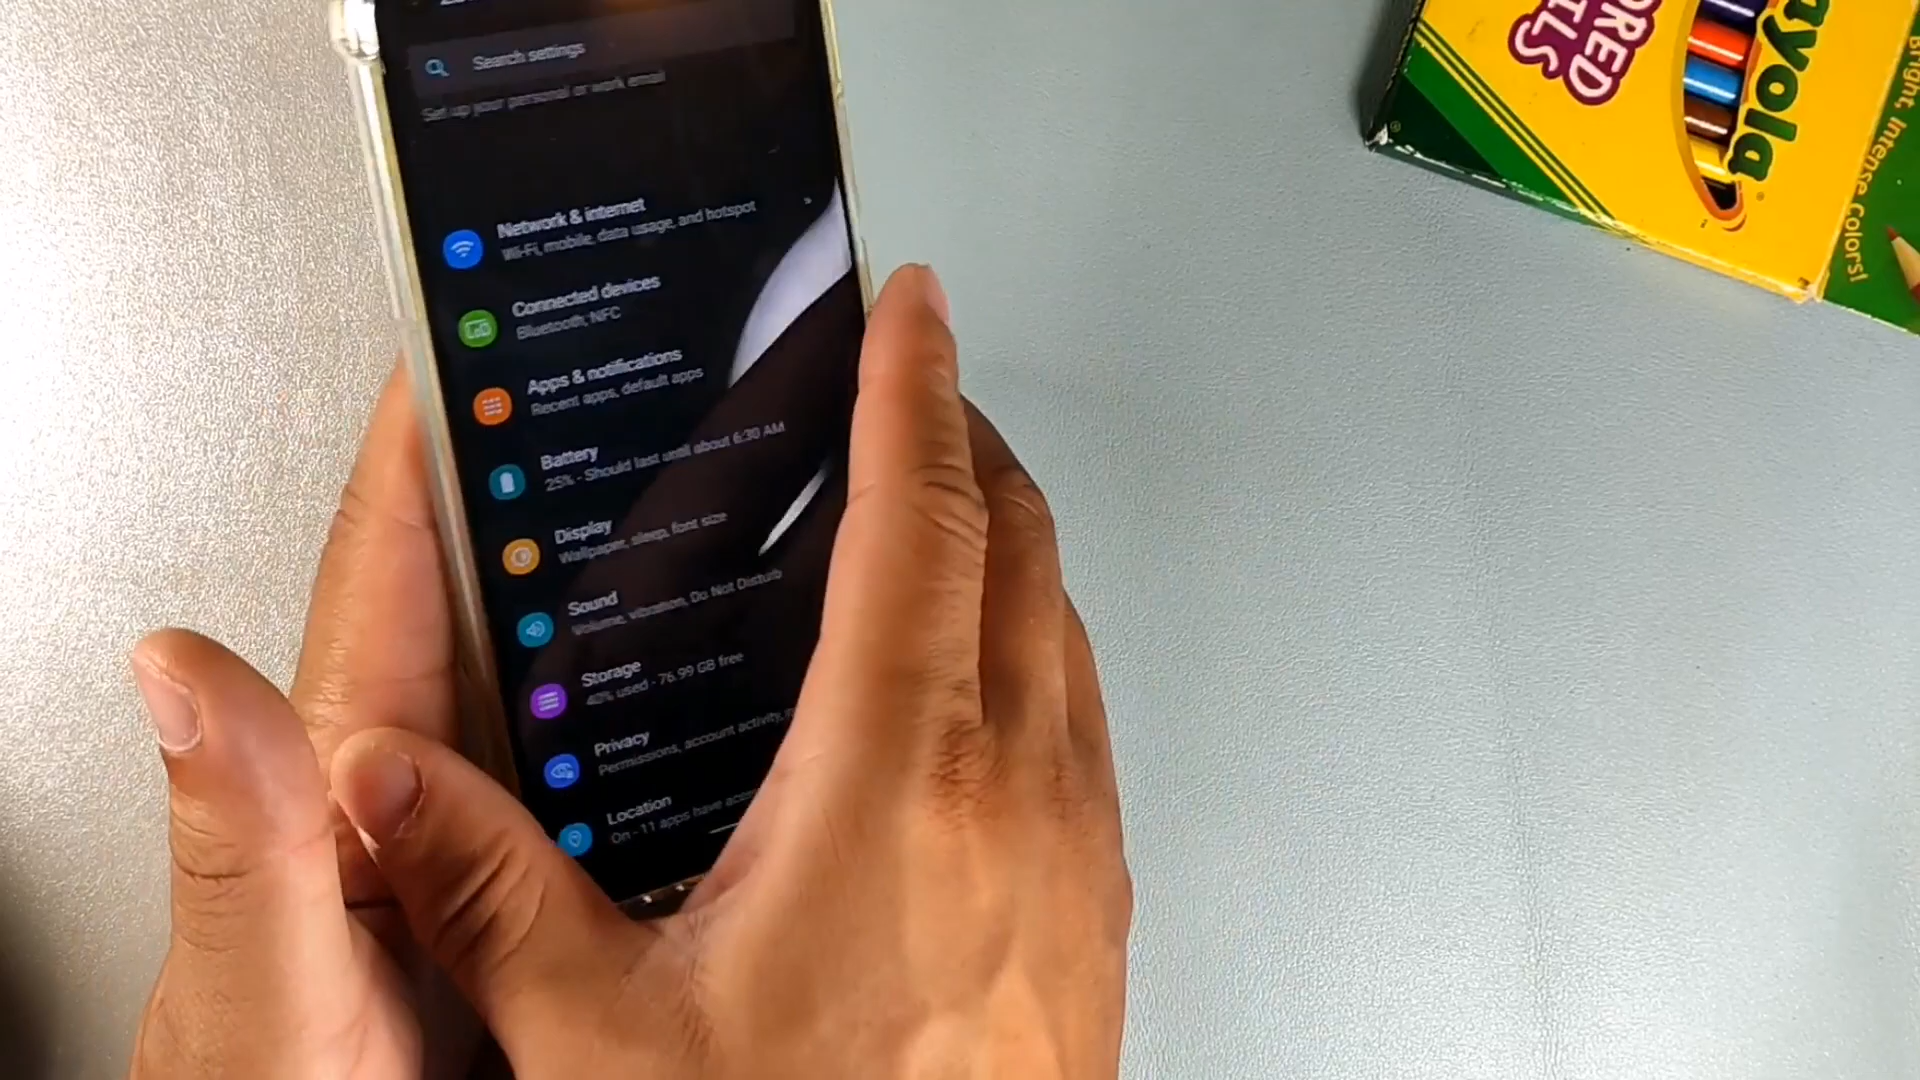 Search settings
Set up your personal or work email
Network & internet
Wi-Fi, mobile, data usage, and hotspot
Connected devices
Bluetooth, NFC
Apps & notifications
Recent apps, default apps
Battery
25% - Should last until about 6:30 AM
Display
Wallpaper, sleep, font size
Sound
Volume, vibration, Do Not Disturb
Storage
40% used - 76.99 GB free
Privacy
Permissions, account activity,
Location
On - 11 apps have
ayola
ORED
ILS
Bright, Intense Colors!